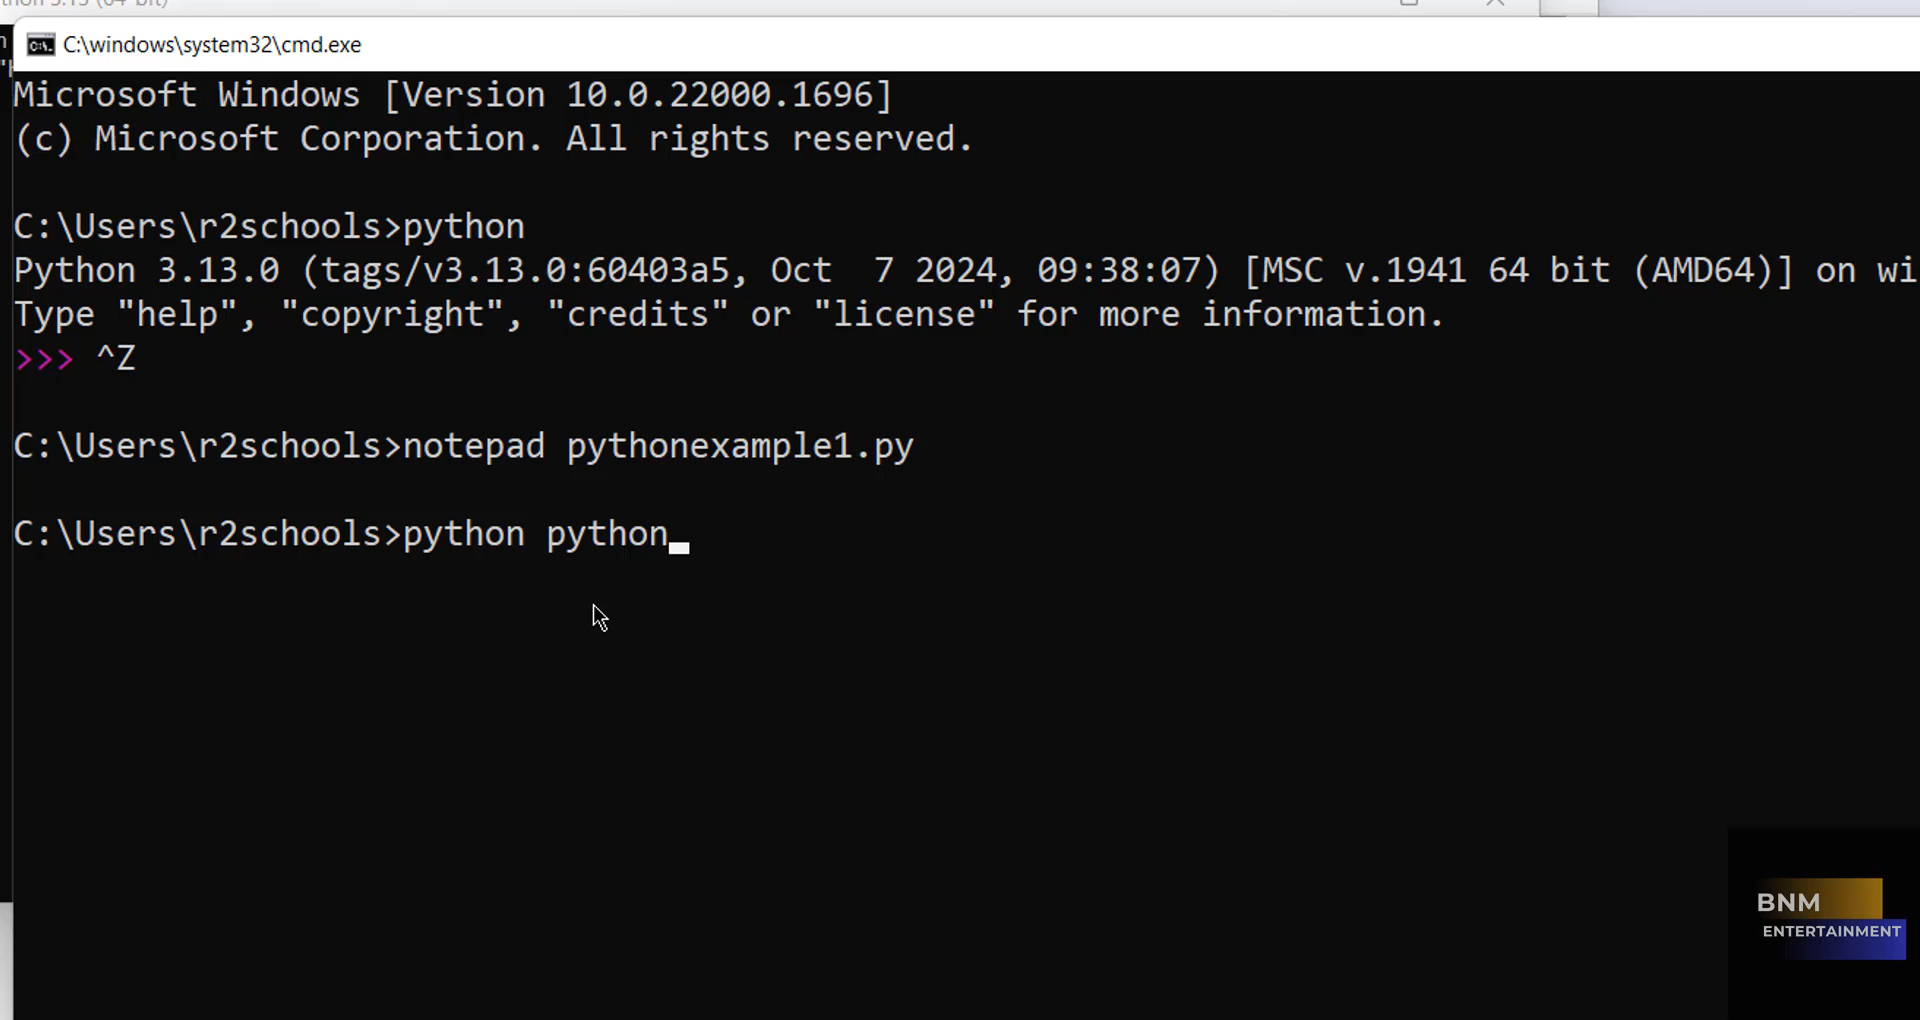 C:\windows\system32\cmd.exe
Microsoft Windows [Version 10.0.22000.1696]
(c) Microsoft Corporation. All rights reserved.
C:\Users\r2schools>python
Python 3.13.0 (tags/v3.13.0:60403a5, Oct  7 2024, 09:38:07) [MSC v.1941 64 bit (AMD64)] on wi
Type "help", "copyright", "credits" or "license" for more information.
>>> ^Z
C:\Users\r2schools>notepad pythonexample1.py
C:\Users\r2schools>python python
BNM
ENTERTAINMENT